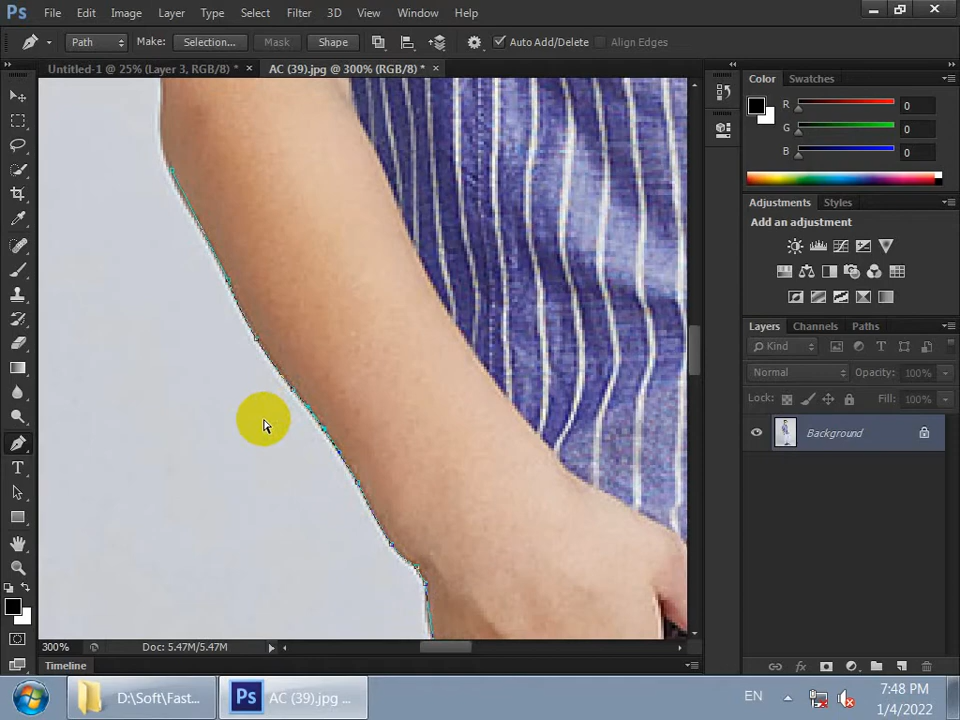 Ps File Edit Image Layer Type Select Filter 3D View Window Help
Path Make: Selection... Mask Shape Auto Add/Delete Align Edges
Untitled-1 @ 25% (Layer 3, RGB/8) * × AC (39).jpg @ 300% (RGB/8) * ×
Color Swatches
R 0
G 0
B 0
Adjustments Styles
Add an adjustment
Layers Channels Paths
Kind
Normal Opacity: 100%
Lock: Fill: 100%
Background
300% Doc: 5.47M/5.47M
Timeline
D:\Soft\Fast... Ps AC (39).jpg ... EN 7:48 PM
1/4/2022